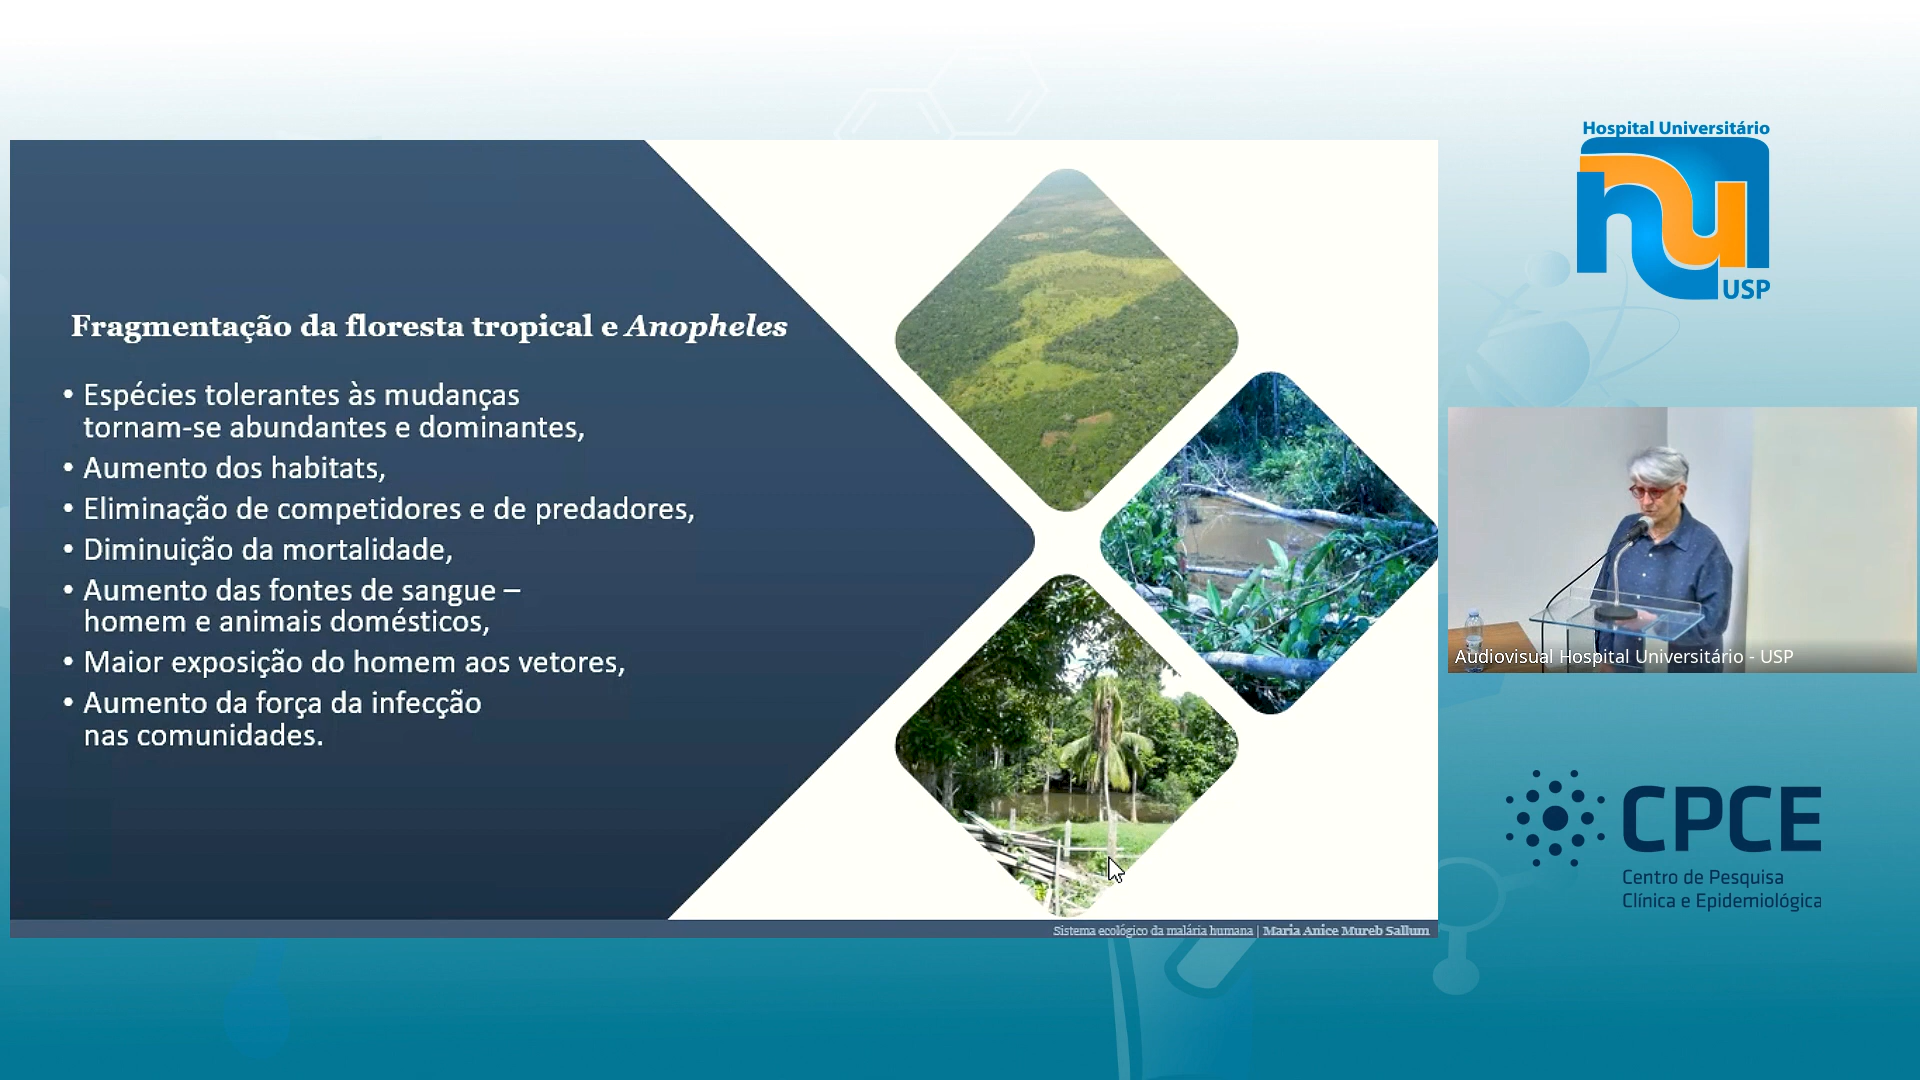 Fragmentação da floresta tropical e Anopheles
• Espécies tolerantes às mudanças
tornam-se abundantes e dominantes,
• Aumento dos habitats,
• Eliminação de competidores e de predadores,
• Diminuição da mortalidade,
• Aumento das fontes de sangue –
homem e animais domésticos,
• Maior exposição do homem aos vetores,
• Aumento da força da infecção
nas comunidades.
Sistema ecológico da malária humana | Maria Anice Mureb Sallum
Hospital Universitário
hu
USP
Audiovisual Hospital Universitário - USP
CPCE
Centro de Pesquisa
Clínica e Epidemiológica